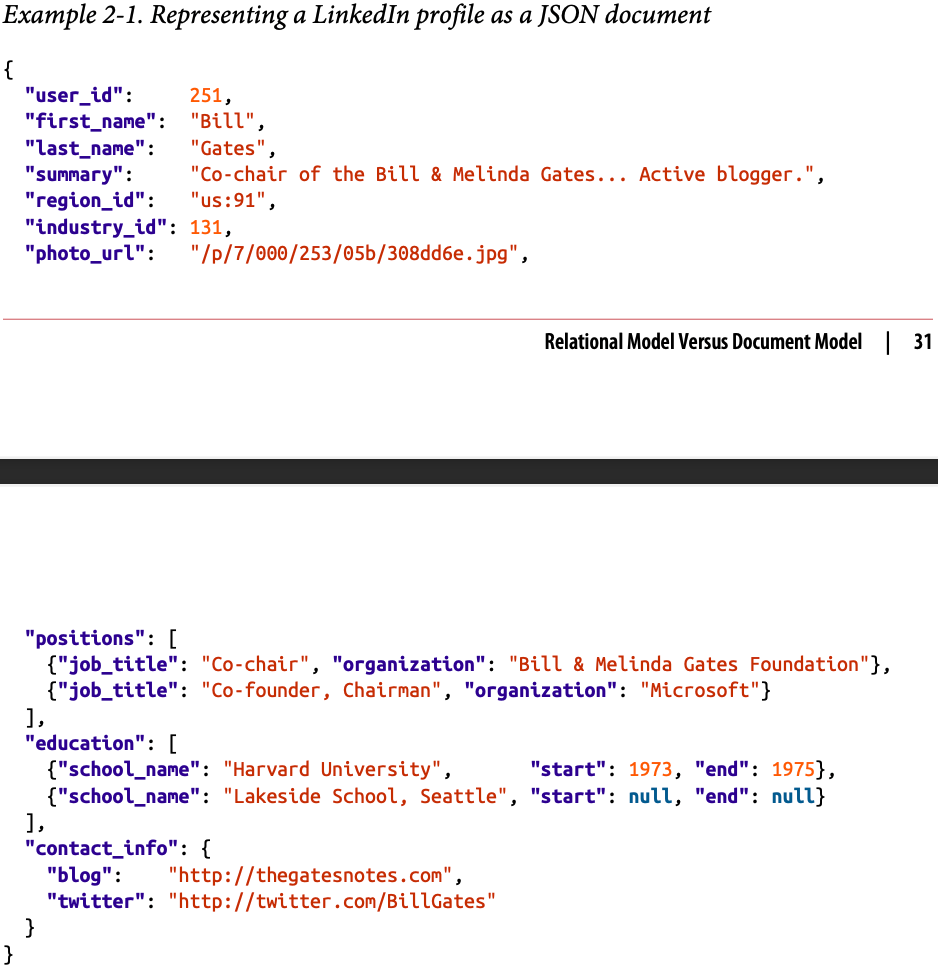 Example 2-1. Representing a LinkedIn profile as a JSON document
{
"user_id": 251,
"first_name": "Bill",
"last_name": "Gates",
"summary": "Co-chair of the Bill & Melinda Gates... Active blogger.",
"region_id": "us:91",
"industry_id": 131,
"photo_url": "/p/7/000/253/05b/308dd6e.jpg",
Relational Model Versus Document Model | 31
"positions": [
{"job_title": "Co-chair", "organization": "Bill & Melinda Gates Foundation"},
{"job_title": "Co-founder, Chairman", "organization": "Microsoft"}
],
"education": [
{"school_name": "Harvard University", "start": 1973, "end": 1975},
{"school_name": "Lakeside School, Seattle", "start": null, "end": null}
],
"contact_info": {
"blog": "http://thegatesnotes.com",
"twitter": "http://twitter.com/BillGates"
}
}